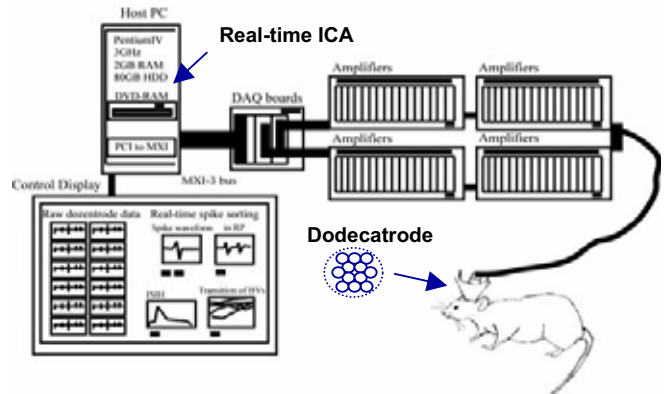 Host PC
PentiumIV
3GHz
2GB RAM
80GB HDD
DVD-RAM
PCI to MXI
Real-time ICA
DAQ boards
MXI-3 bus
Amplifiers
Amplifiers
Amplifiers
Amplifiers
Control Display
Raw dozentrode data
Real-time spike sorting
Spike waveform
in RP
ISIH
Transition of BVs
Dodecatrode